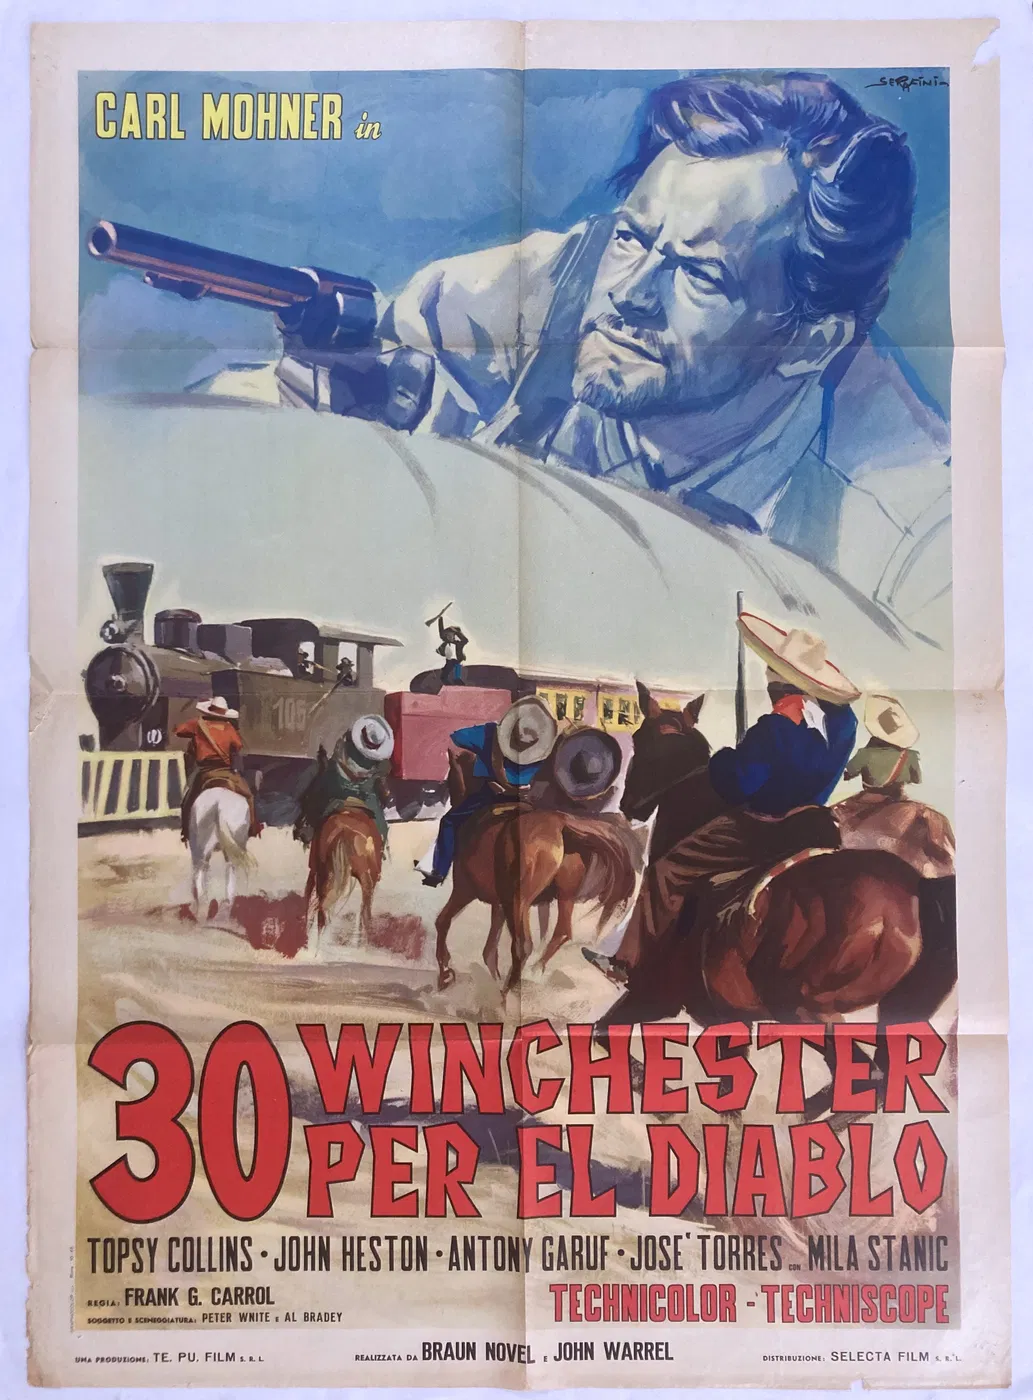 SERAFINI
CARL MOHNER in
105
30 WINCHESTER
PER EL DIABLO
TOPSY COLLINS · JOHN HESTON · ANTONY GARUF · JOSE' TORRES CON MILA STANIC
REGIA: FRANK G. CARROL
TECHNICOLOR - TECHNISCOPE
SOGGETTO E SCENEGGIATURA: PETER WNITE E AL BRADEY
UNA PRODUZIONE: TE. PU. FILM S. R. L.
REALIZZATA DA BRAUN NOVEL E JOHN WARREL
DISTRIBUZIONE: SELECTA FILM S. R. L.